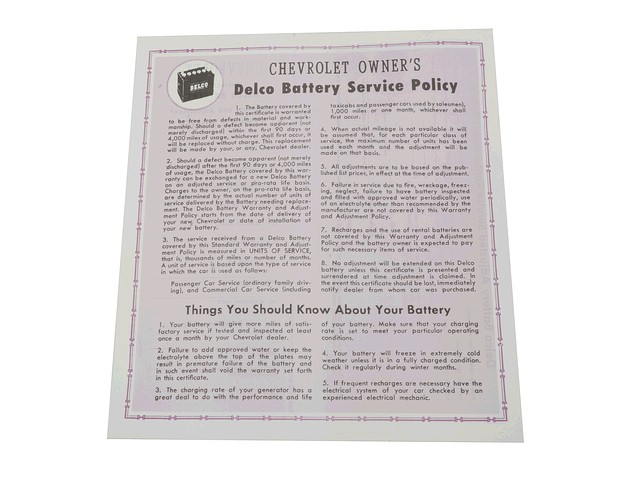 DELCO
CHEVROLET OWNER'S
Delco Battery Service Policy
1. The Battery covered by
this certificate is warranted
to be free from defects in material and work-
manship. Should a defect become apparent (not
merely discharged) within the first 90 days or
4,000 miles of usage, whichever shall first occur, it
will be replaced without charge. This replacement
will be made by your, or any, Chevrolet dealer.
2. Should a defect become apparent (not merely
discharged) after the first 90 days or 4,000 miles
of usage, the Delco Battery covered by this war-
ranty can be exchanged for a new Delco Battery
on an adjusted service or pro-rata life basis.
Charges to the owner, on the pro-rata life basis,
are determined by the actual number of units of
service delivered by the Battery needing replace-
ment. The Delco Battery Warranty and Adjust-
ment Policy starts from the date of delivery of
your new Chevrolet or date of installation of
your new battery.
3. The service received from a Delco Battery
covered by this Standard Warranty and Adjust-
ment Policy is measured in UNITS OF SERVICE,
that is, thousands of miles or number of months.
A unit of service is based upon the type of service
in which the car is used as follows:
Passenger Car Service (ordinary family driv-
ing), and Commercial Car Service (including
taxicabs and passenger cars used by salesmen),
1,000 miles or one month, whichever shall
first occur.
4. When actual mileage is not available it will
be assumed that, for each particular class of
service, the maximum number of units has been
used each month and the adjustment will be
made on that basis.
5. All adjustments are to be based on the pub-
lished list prices, in effect at the time of adjustment.
6. Failure in service due to fire, wreckage, freez-
ing, neglect, failure to have battery inspected
and filled with approved water periodically, use
of an electrolyte other than recommended by the
manufacturer are not covered by this Warranty
and Adjustment Policy.
7. Recharges and the use of rental batteries are
not covered by this Warranty and Adjustment
Policy and the battery owner is expected to pay
for such necessary items of service.
8. No adjustment will be extended on this Delco
battery unless this certificate is presented and
surrendered at time adjustment is claimed. In
the event this certificate should be lost, immediately
notify dealer from whom car was purchased.
Things You Should Know About Your Battery
1. Your battery will give more miles of satis-
factory service if tested and inspected at least
once a month by your Chevrolet dealer.
2. Failure to add approved water or keep the
electrolyte above the top of the plates may
result in premature failure of the battery and
in such event shall void the warranty set forth
in this certificate.
3. The charging rate of your generator has a
great deal to do with the performance and life
of your battery. Make sure that your charging
rate is set to meet your particular operating
conditions.
4. Your battery will freeze in extremely cold
weather unless it is in a fully charged condition.
Check it regularly during winter months.
5. If frequent recharges are necessary have the
electrical system of your car checked by an
experienced electrical mechanic.